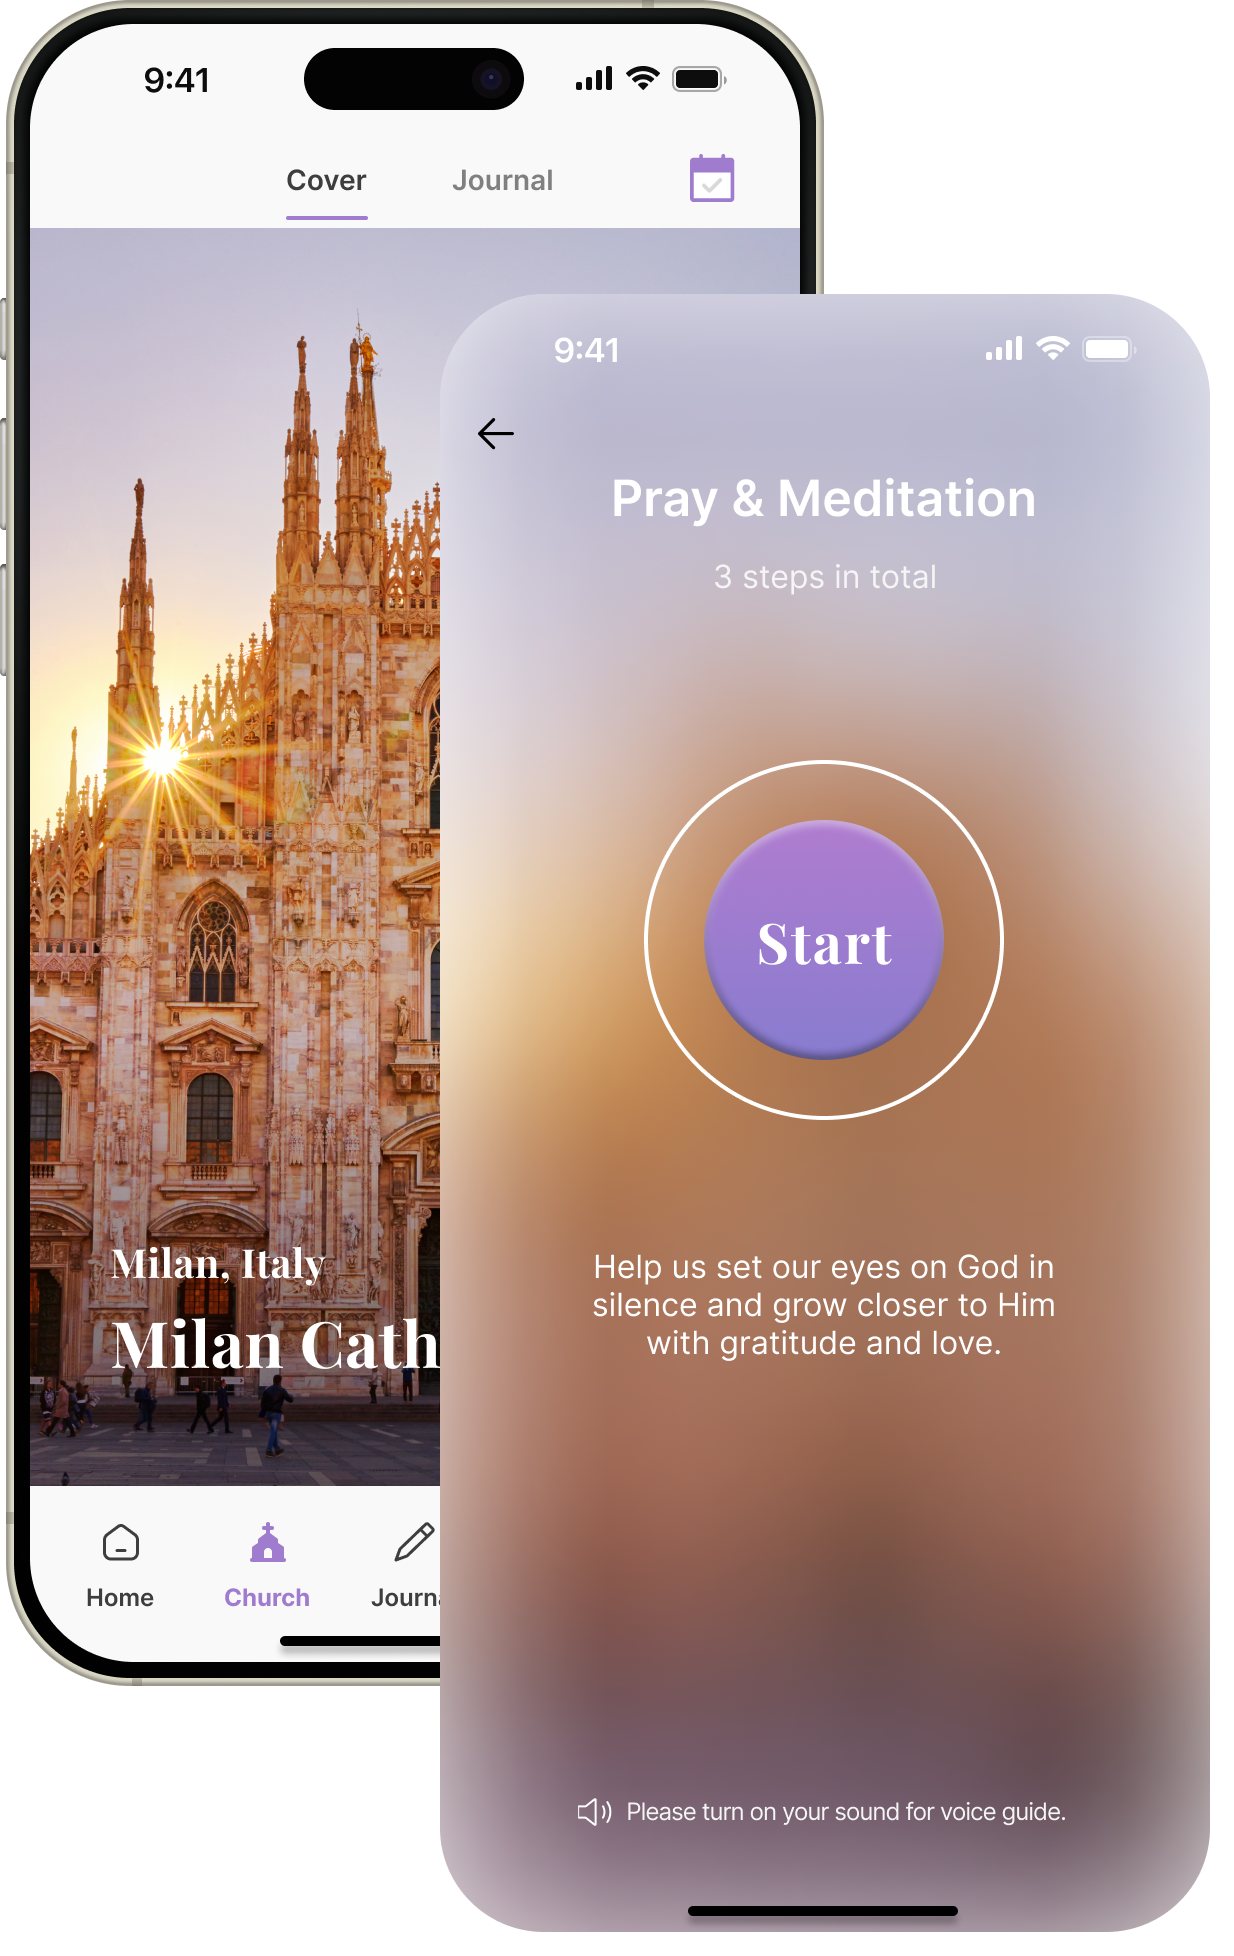 9:41
Cover
Journal
Milan, Italy
Milan Cath
Home
Church
Journ
9:41
Pray & Meditation
3 steps in total
Start
Help us set our eyes on God in
silence and grow closer to Him
with gratitude and love.
Please turn on your sound for voice guide.